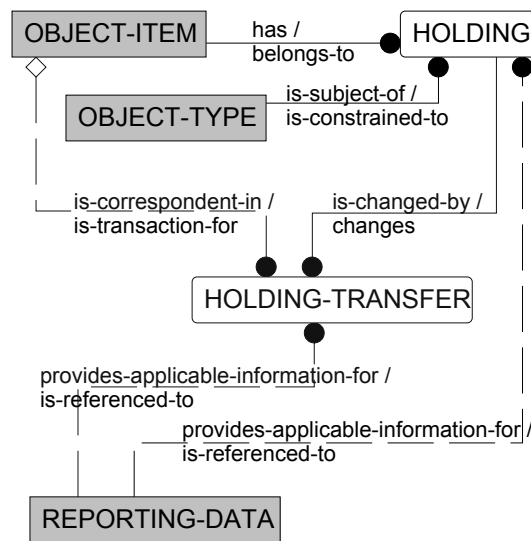 OBJECT-ITEM
has /
belongs-to
HOLDING
OBJECT-TYPE
is-subject-of /
is-constrained-to
is-correspondent-in /
is-transaction-for
is-changed-by /
changes
HOLDING-TRANSFER
provides-applicable-information-for /
is-referenced-to
provides-applicable-information-for /
is-referenced-to
REPORTING-DATA